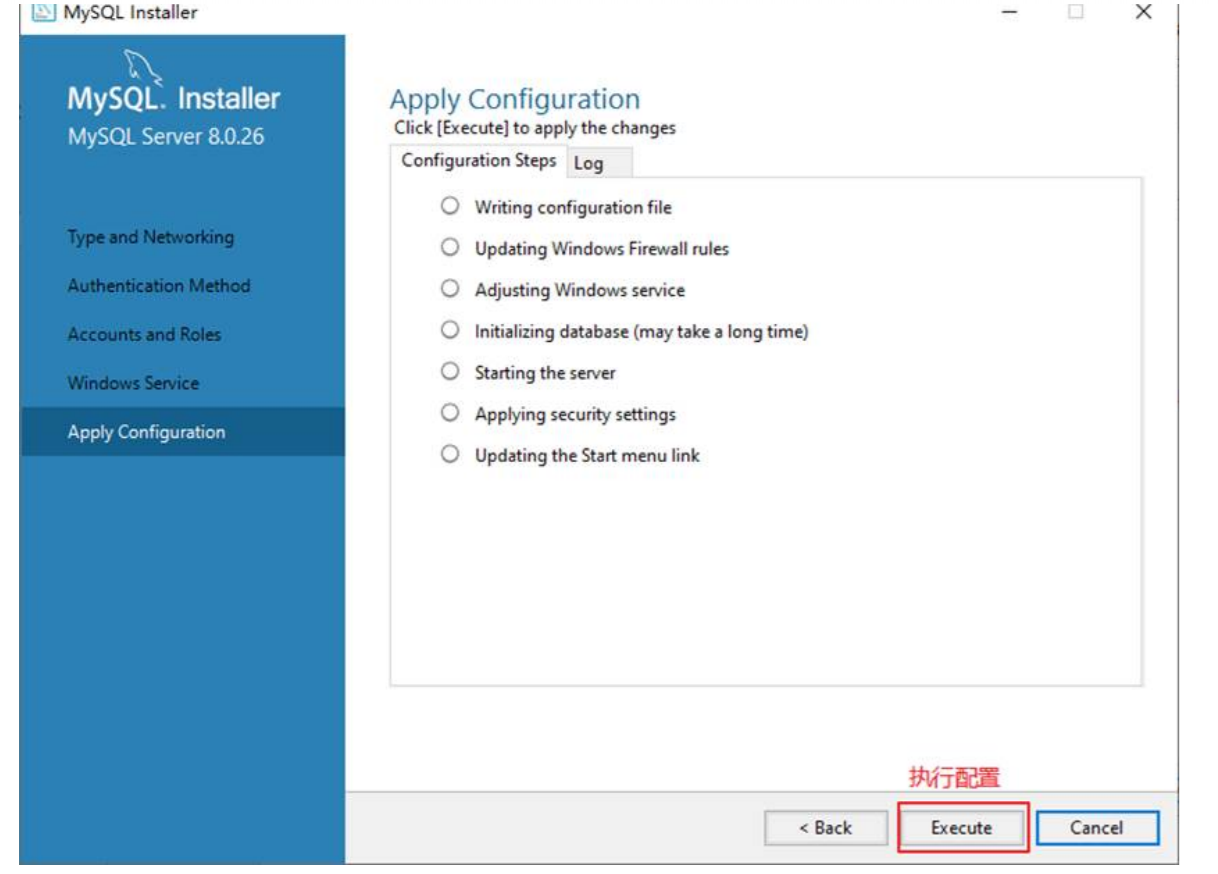 MySQL Installer
MySQL. Installer
MySQL Server 8.0.26
Type and Networking
Authentication Method
Accounts and Roles
Windows Service
Apply Configuration
Apply Configuration
Click [Execute] to apply the changes
Configuration Steps Log
Writing configuration file
Updating Windows Firewall rules
Adjusting Windows service
Initializing database (may take a long time)
Starting the server
Applying security settings
Updating the Start menu link
执行配置
< Back Execute Cancel